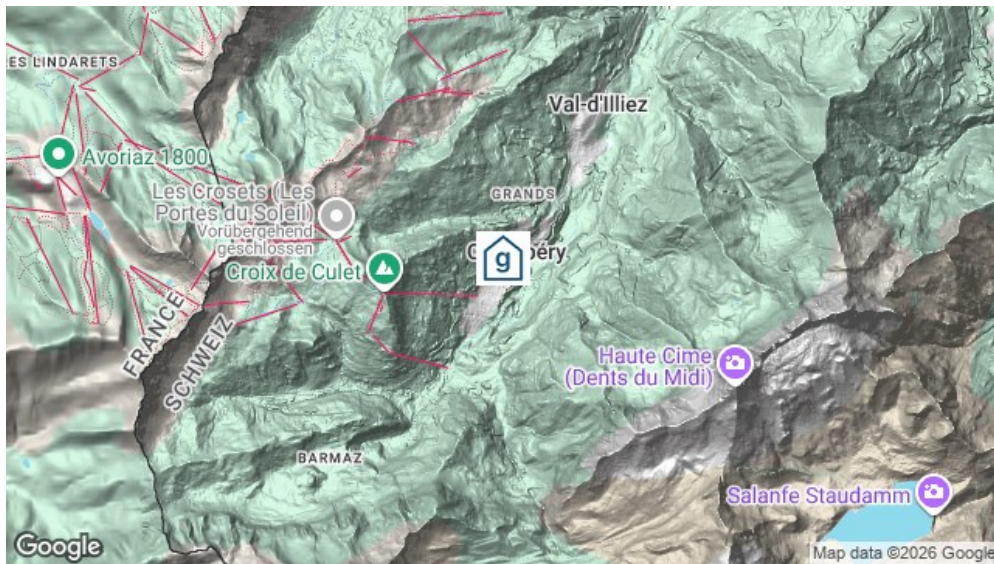 ES LINDARETS
Val-d'Illiez
Avoriaz 1800
Les Crosets (Les
Portes du Soleil)
Vorübergehend
geschlossen
GRANDS
g
Croix de Culet
FRANCE
SCHWEIZ
Haute Cime
(Dents du Midi)
BARMAZ
Salanfe Staudamm
Google
Map data ©2026 Google